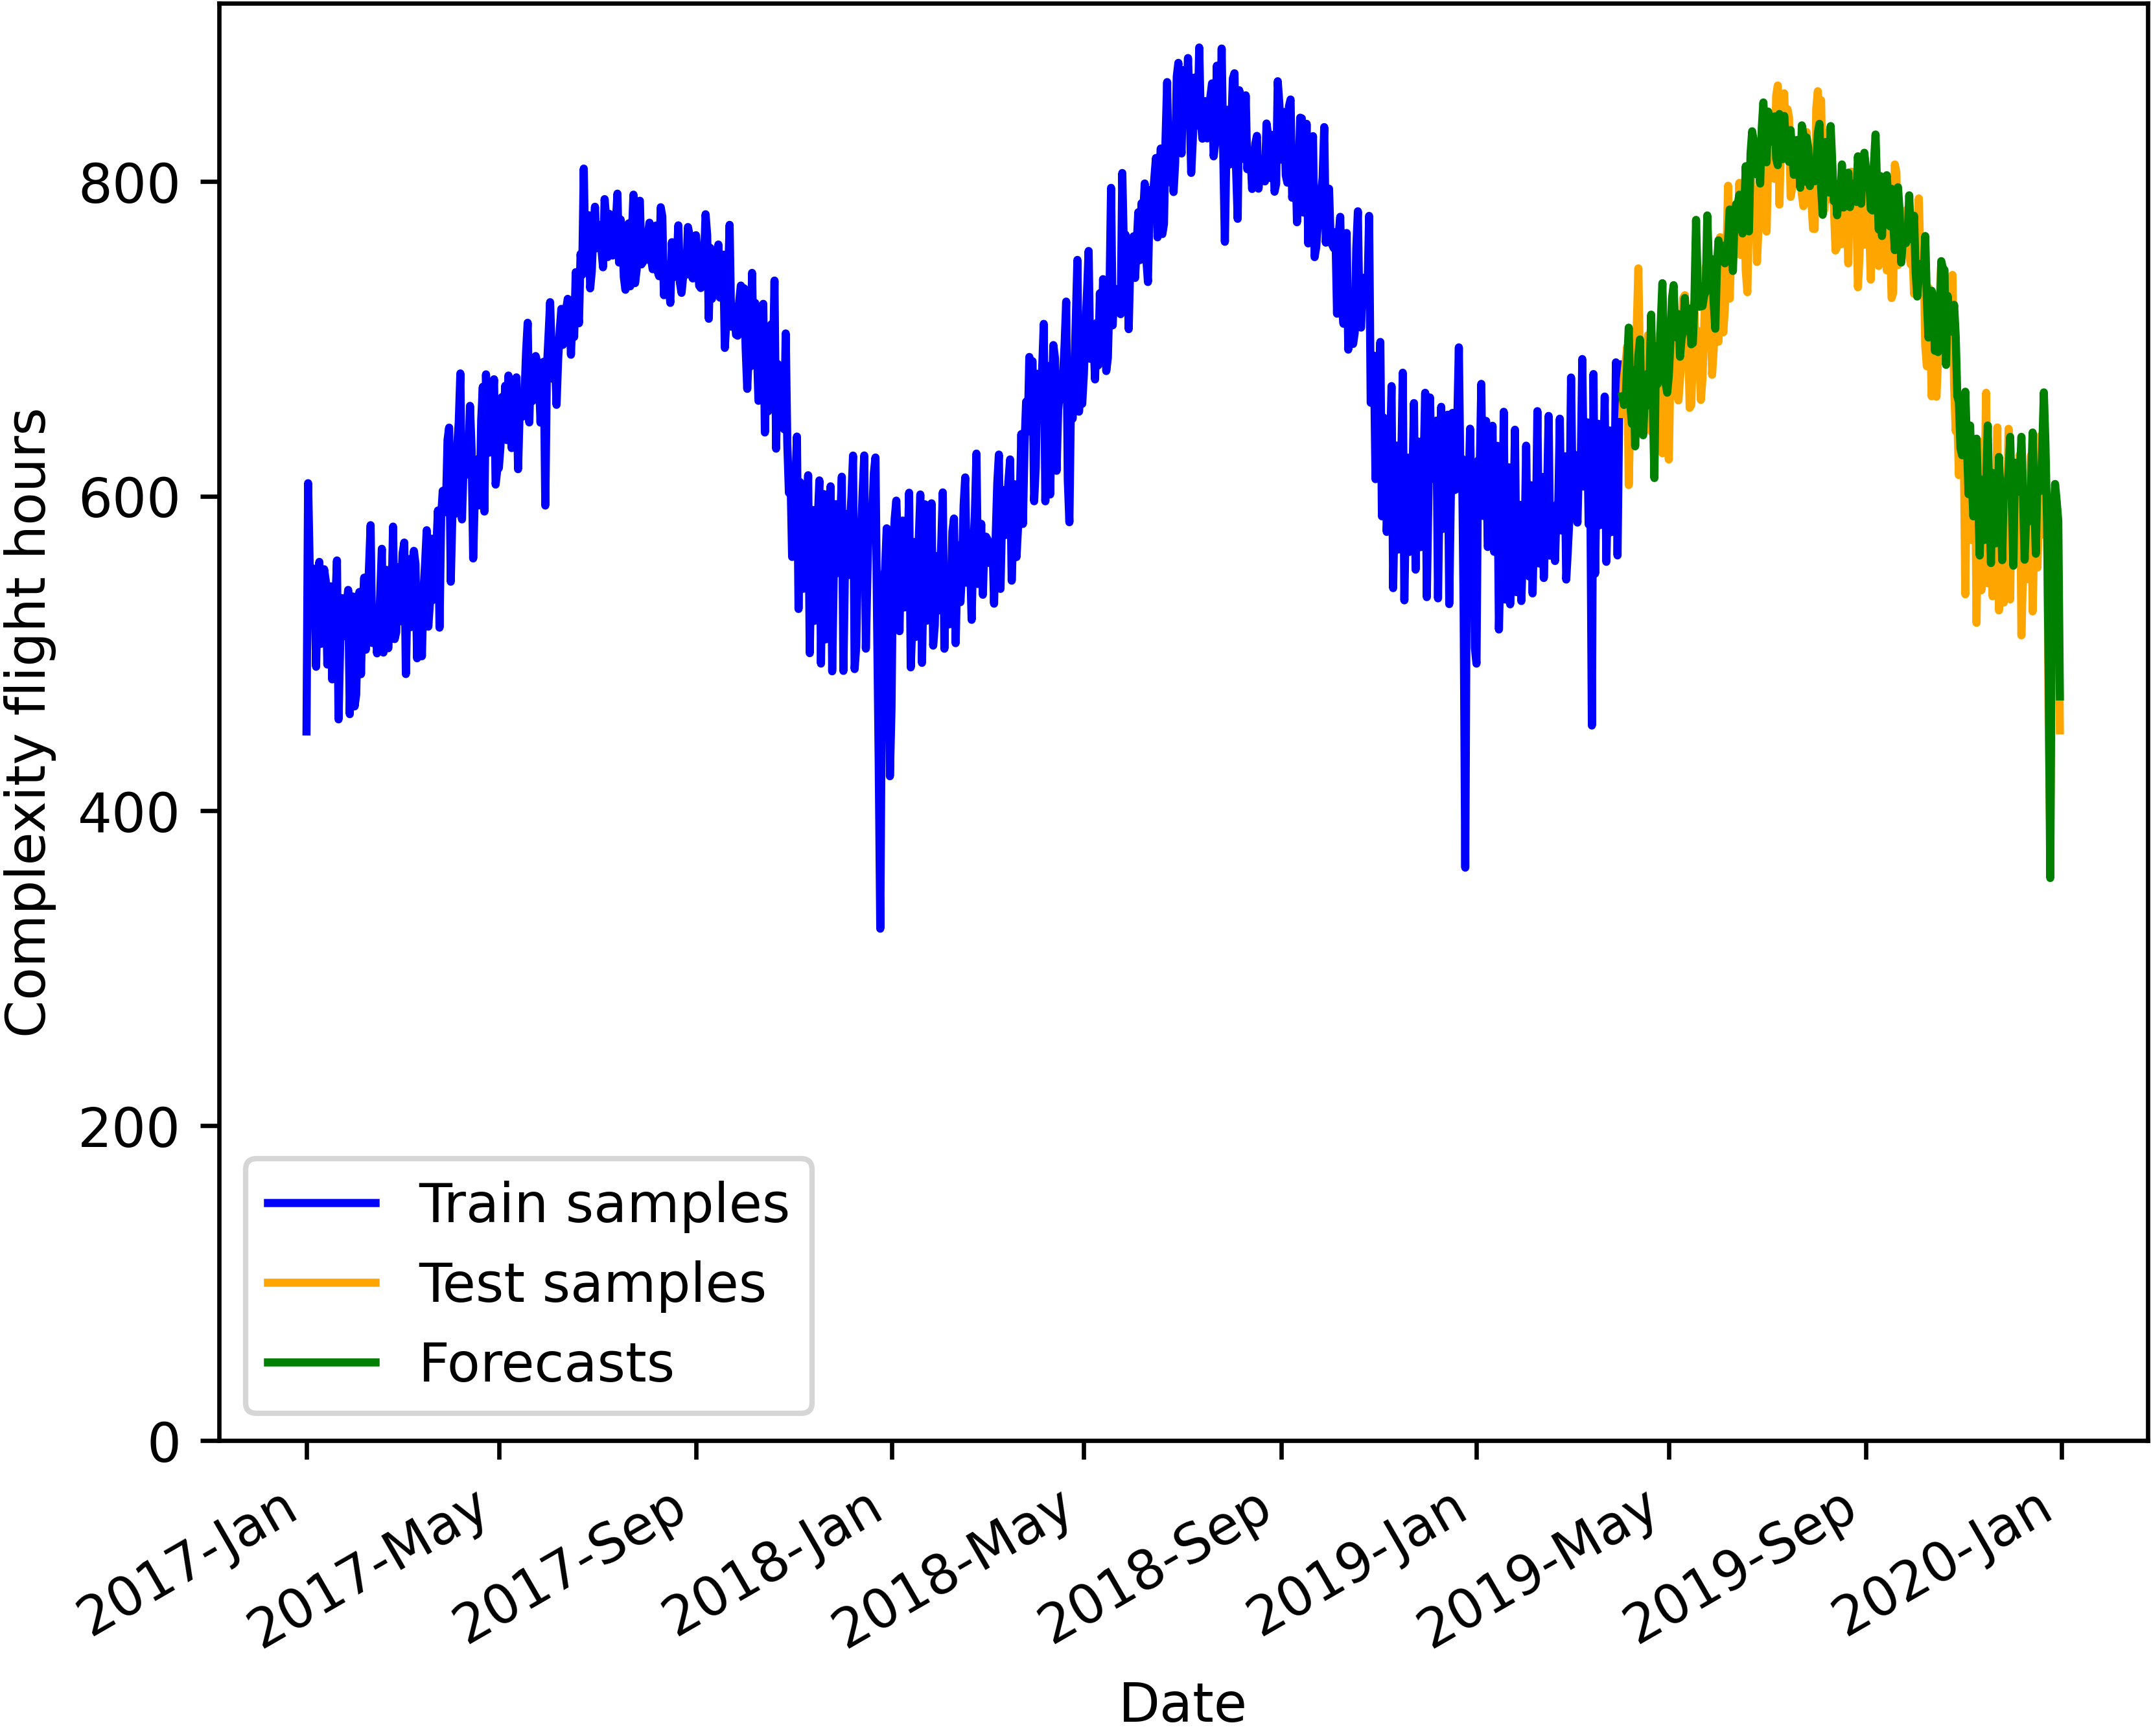 Complexity flight hours
800
600
400
200
0
Train samples
Test samples
Forecasts
2017-Jan
2017-May
2017-Sep
2018-Jan
2018-May
2018-Sep
2019-Jan
2019-May
2019-Sep
2020-Jan
Date